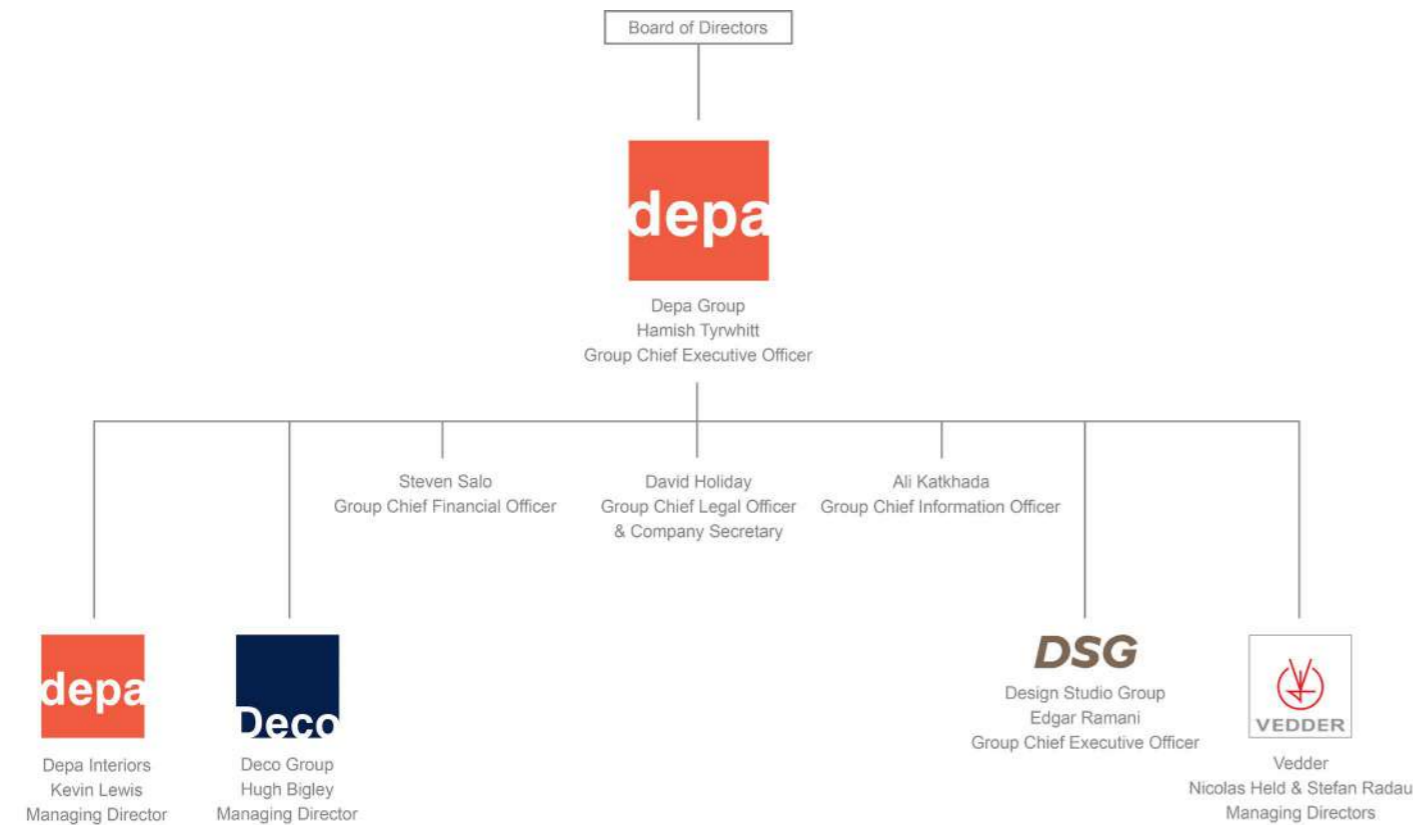 Board of Directors
depa
Depa Group
Hamish Tyrwhitt
Group Chief Executive Officer
Steven Salo
Group Chief Financial Officer
David Holiday
Group Chief Legal Officer
& Company Secretary
Ali Katkhada
Group Chief Information Officer
depa
Depa Interiors
Kevin Lewis
Managing Director
Deco
Deco Group
Hugh Bigley
Managing Director
DSG
Design Studio Group
Edgar Ramani
Group Chief Executive Officer
VEDDER
Vedder
Nicolas Held & Stefan Radau
Managing Directors